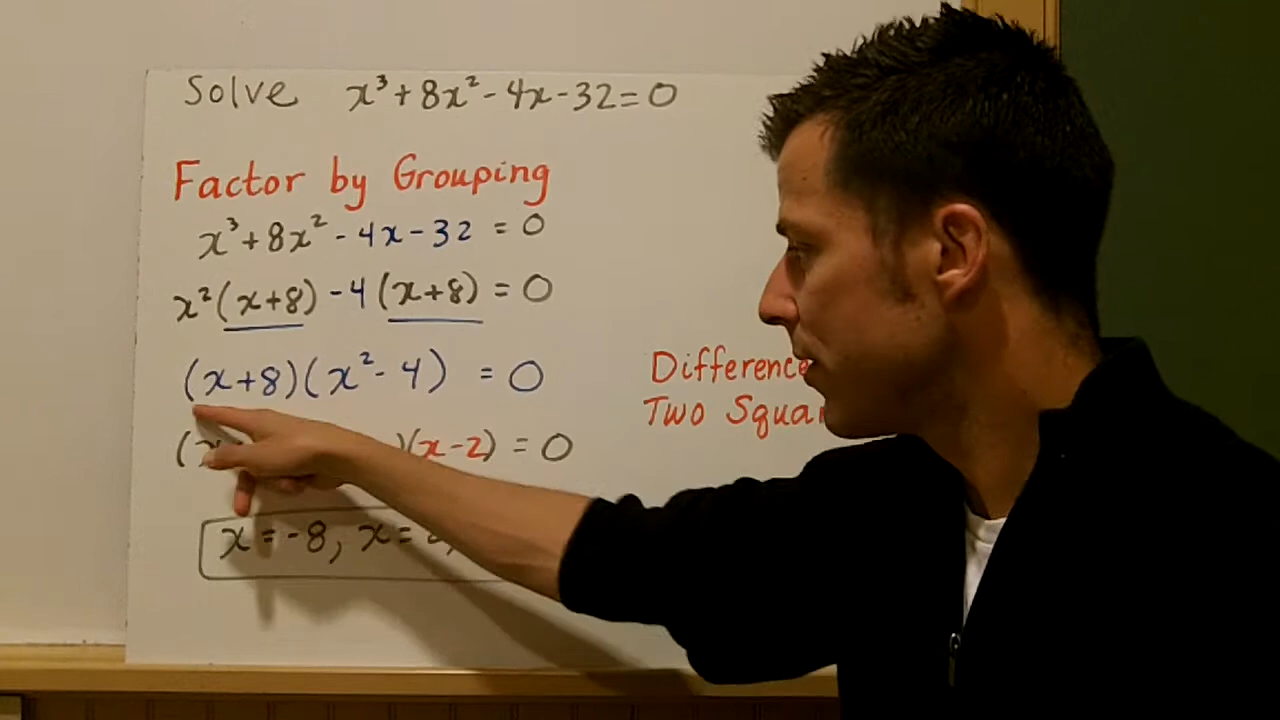 Solve x³+8x²-4x-32=0
Factor by Grouping
x³+8x²-4x-32 =0
x²(x+8)-4(x+8)=0
(x+8)(x²-4) =0
Difference
Two
(x )(x-2)=0
x=-8, x=